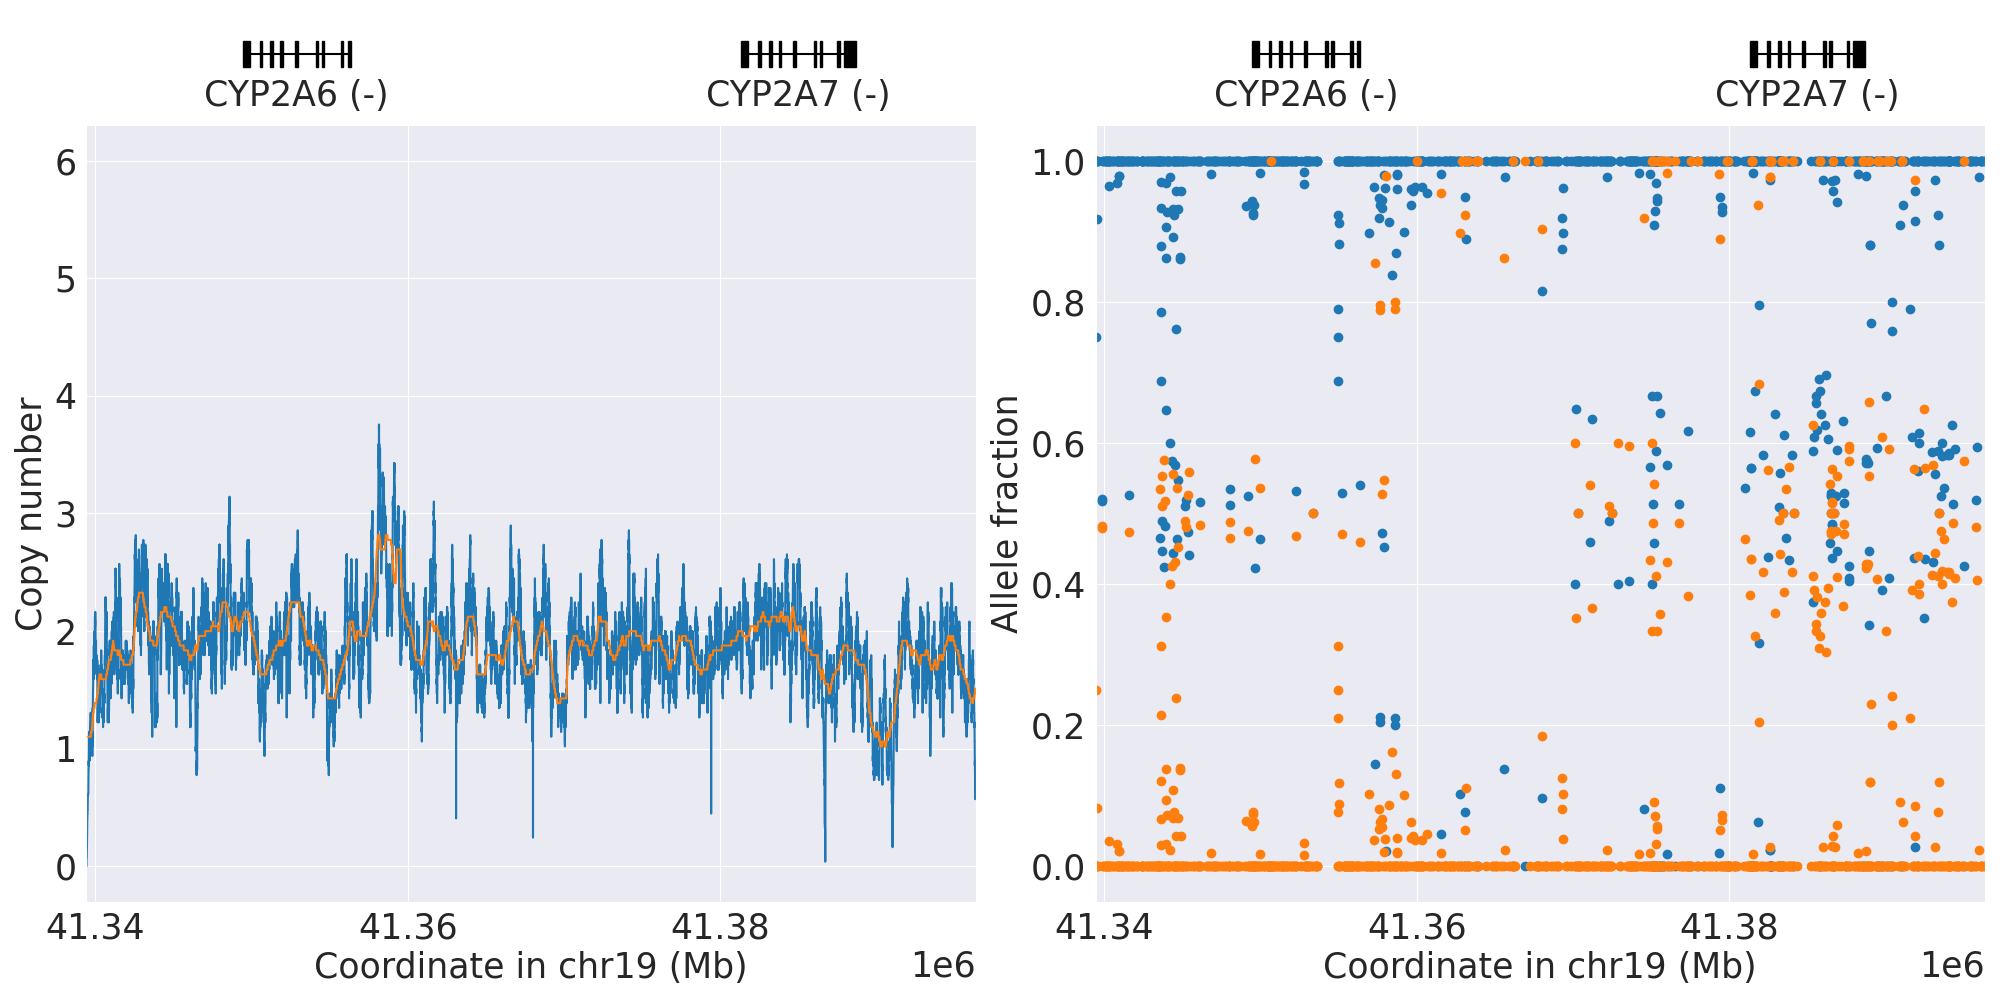 CYP2A6 (-)
CYP2A7 (-)
6
5
4
3
2
1
0
Copy number
41.34
41.36
41.38
Coordinate in chr19 (Mb)
1e6
CYP2A6 (-)
CYP2A7 (-)
1.0
0.8
0.6
0.4
0.2
0.0
Allele fraction
41.34
41.36
41.38
Coordinate in chr19 (Mb)
1e6